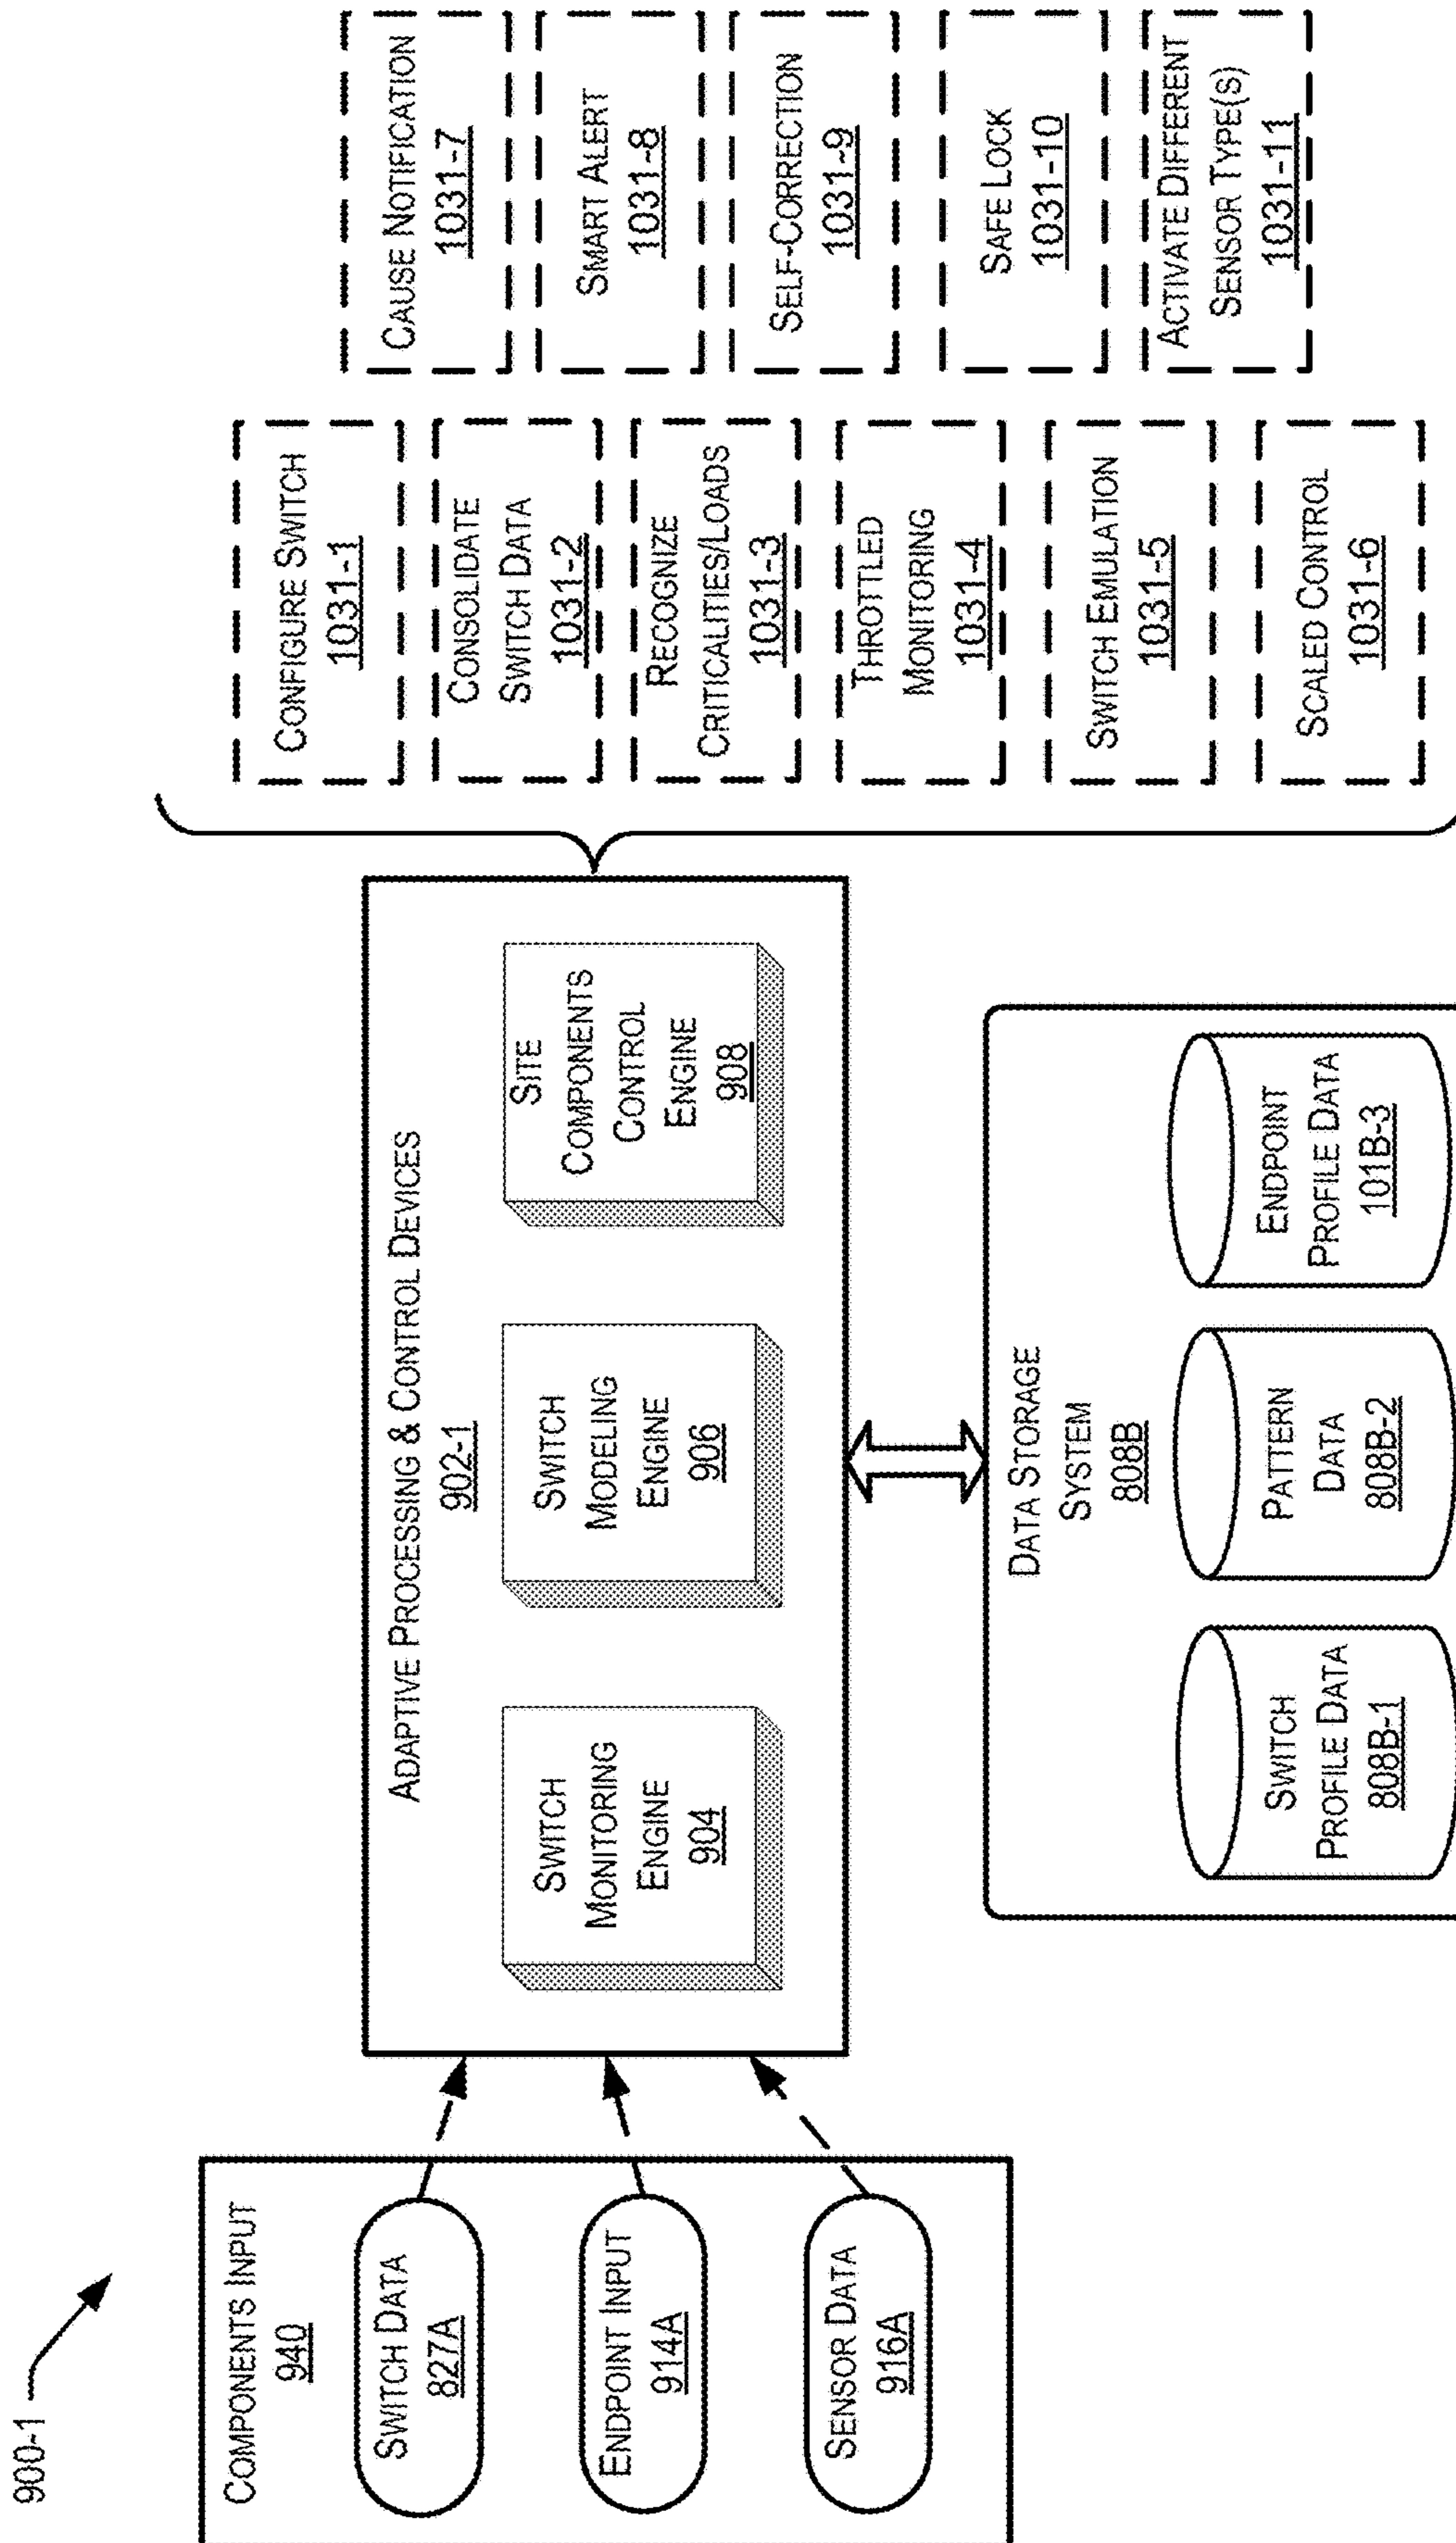 900-1
COMPONENTS INPUT
940
SWITCH DATA
827A
ENDPOINT INPUT
914A
SENSOR DATA
916A
ADAPTIVE PROCESSING & CONTROL DEVICES
902-1
SWITCH
MONITORING
ENGINE
904
SWITCH
MODELING
ENGINE
906
SITE
COMPONENTS
CONTROL
ENGINE
908
DATA STORAGE
SYSTEM
808B
SWITCH
PROFILE DATA
808B-1
PATTERN
DATA
808B-2
ENDPOINT
PROFILE DATA
101B-3
CONFIGURE SWITCH
1031-1
CONSOLIDATE
SWITCH DATA
1031-2
RECOGNIZE
CRITICALITIES/LOADS
1031-3
THROTTLED
MONITORING
1031-4
SWITCH EMULATION
1031-5
SCALED CONTROL
1031-6
CAUSE NOTIFICATION
1031-7
SMART ALERT
1031-8
SELF-CORRECTION
1031-9
SAFE LOCK
1031-10
ACTIVATE DIFFERENT
SENSOR TYPE(S)
1031-11